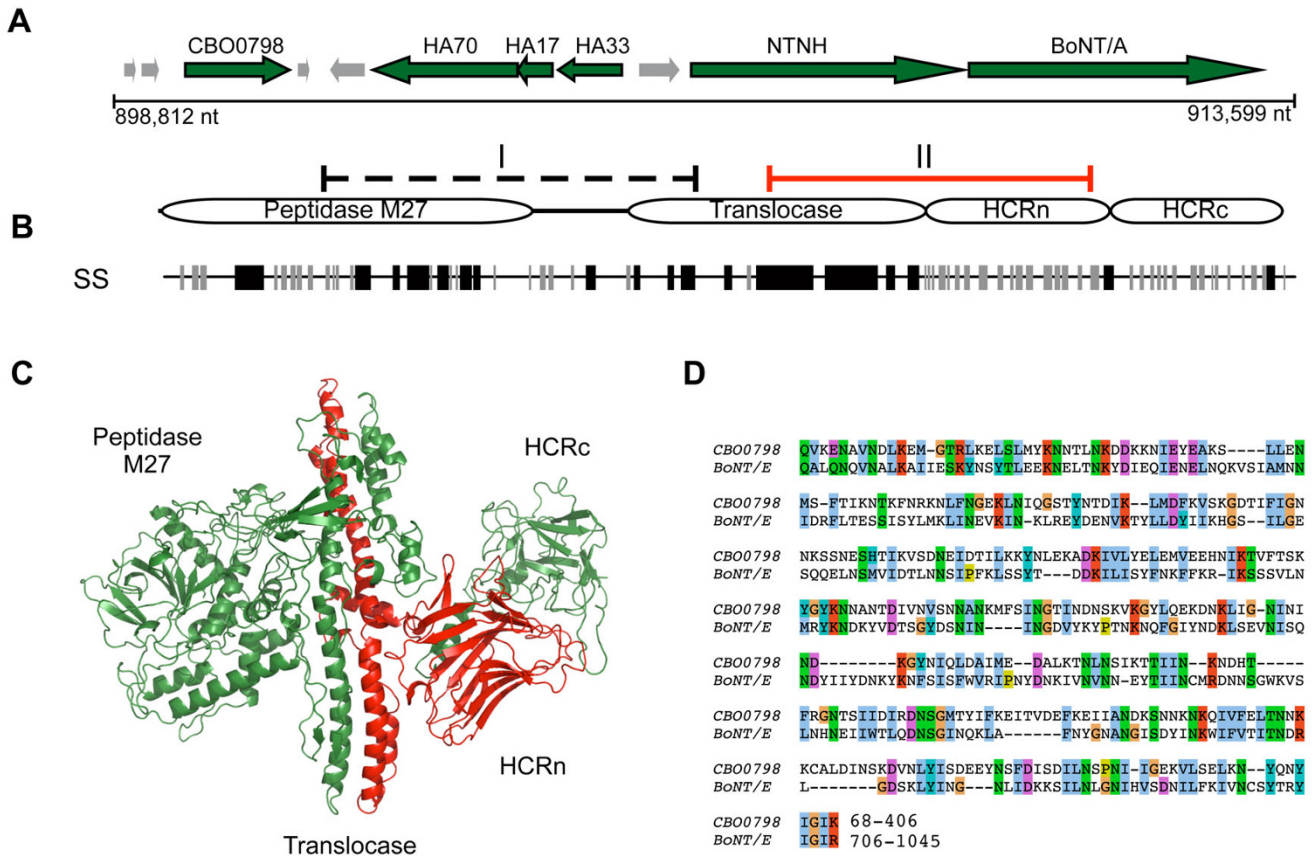 A
CBO0798 HA70 HA17 HA33 NTNH BoNT/A
898,812 nt 913,599 nt
I II
Peptidase M27 Translocase HCRn HCRc
B
SS
C
Peptidase
M27
HCRc
HCRn
Translocase
D
CBO0798 QVKENAVNDLKEM-GTRLKELSLMYKNNTLNKDDKKNIEYEAKS----LLEN
BoNT/E QALQNQVNALKAIIESKYNSYTLEEKNELTNKYDIEQIENELNQKVSIAMNN
CBO0798 MS-FTIKNTKFNRKNLFNGEKLNIQGSTYNTDIK--LMDFKVSKGDTIFIGN
BoNT/E IDRFLTESSISYLMKLINEVKIN-KLREYDENVKTYLLDYIIKHGS-ILGE
CBO0798 NKSSNESHTIKVSDNEIDTILKKYNLEKADKIVLYELEMVEEHNIKTVFTSK
BoNT/E SQQELNSMVIDTLNNSIPFKLSSYT---DDKILISYFNKFFKR-IKSSSVLN
CBO0798 YGYKNNANTDIVNVSNNANKMFSINGTINDNSKVKGYLQEKDNKLIG-NINI
BoNT/E MRYKNDKYVDTSGYDSNIN----INGDVYKYPTNKNQFGIYNDKLSEVNISQ
CBO0798 ND-------KGYNIQLDAIME--DALKTNLNSIKTTIIN--KNDHT-----
BoNT/E NDYIIYDNKYKNFSISFWVRIPNYDNKIVNVNN-EYTIINCMRDNNSGWKVS
CBO0798 FRGNTSIIDIRDNSGMTYIFKEITVDEFKEIIANDKSNNKNKQIVFELTNNK
BoNT/E LNHNEIIWTLQDNSGINQKLA------FNYGNANGISDYINKWIFVTITNDR
CBO0798 KCALDINSKDVNLYISDEEYNSFDISDILNSPNI-IGEKVLSELKN--YQNY
BoNT/E L-------GDSKLYING---NLIDKKSILNLGNIHVSDNILFKIVNCSYTRY
CBO0798 IGIK 68-406
BoNT/E IGIR 706-1045